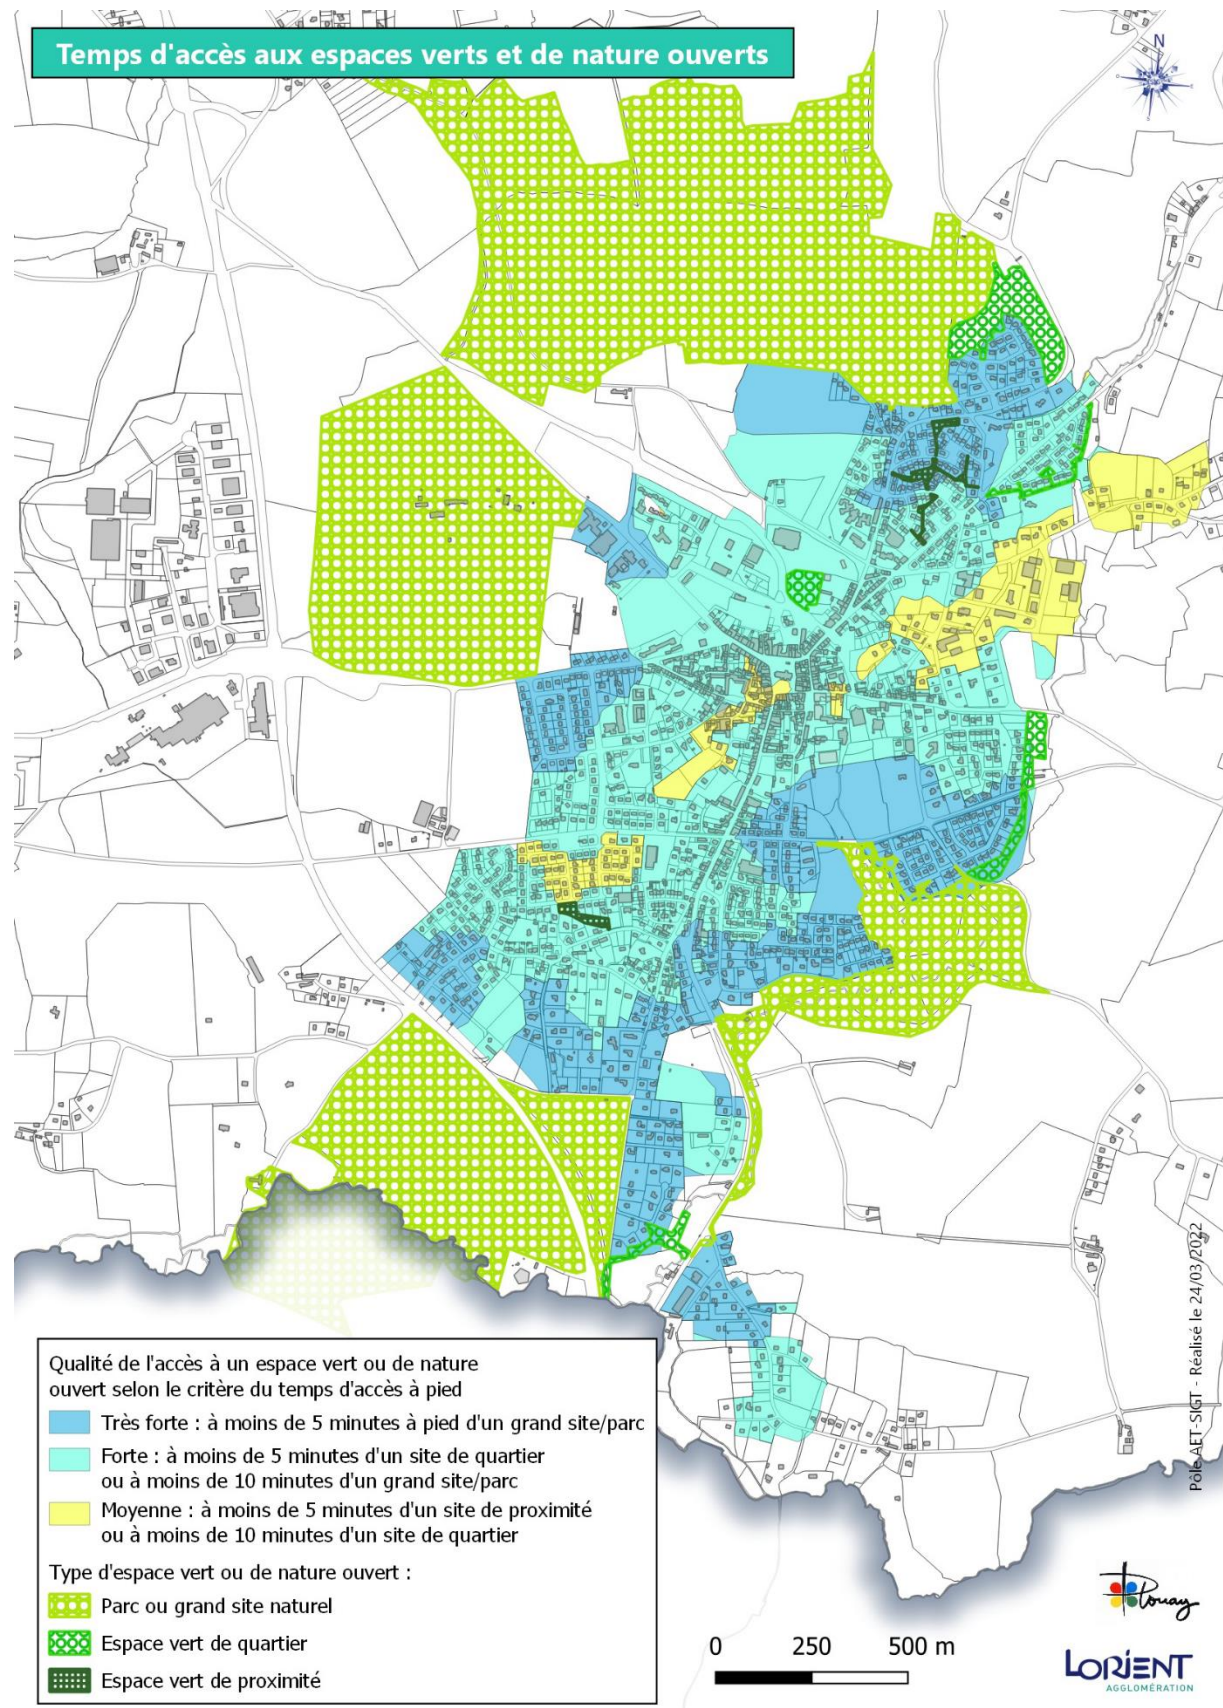 Temps d'accès aux espaces verts et de nature ouverts
N
Qualité de l'accès à un espace vert ou de nature
ouvert selon le critère du temps d'accès à pied
Très forte : à moins de 5 minutes à pied d'un grand site/parc
Forte : à moins de 5 minutes d'un site de quartier
ou à moins de 10 minutes d'un grand site/parc
Moyenne : à moins de 5 minutes d'un site de proximité
ou à moins de 10 minutes d'un site de quartier
Type d'espace vert ou de nature ouvert :
Parc ou grand site naturel
Espace vert de quartier
Espace vert de proximité
0 250 500 m
Pôle AET -SIGT - Réalisé le 24/03/2022
Plouay
LORIENT
AGGLOMÉRATION